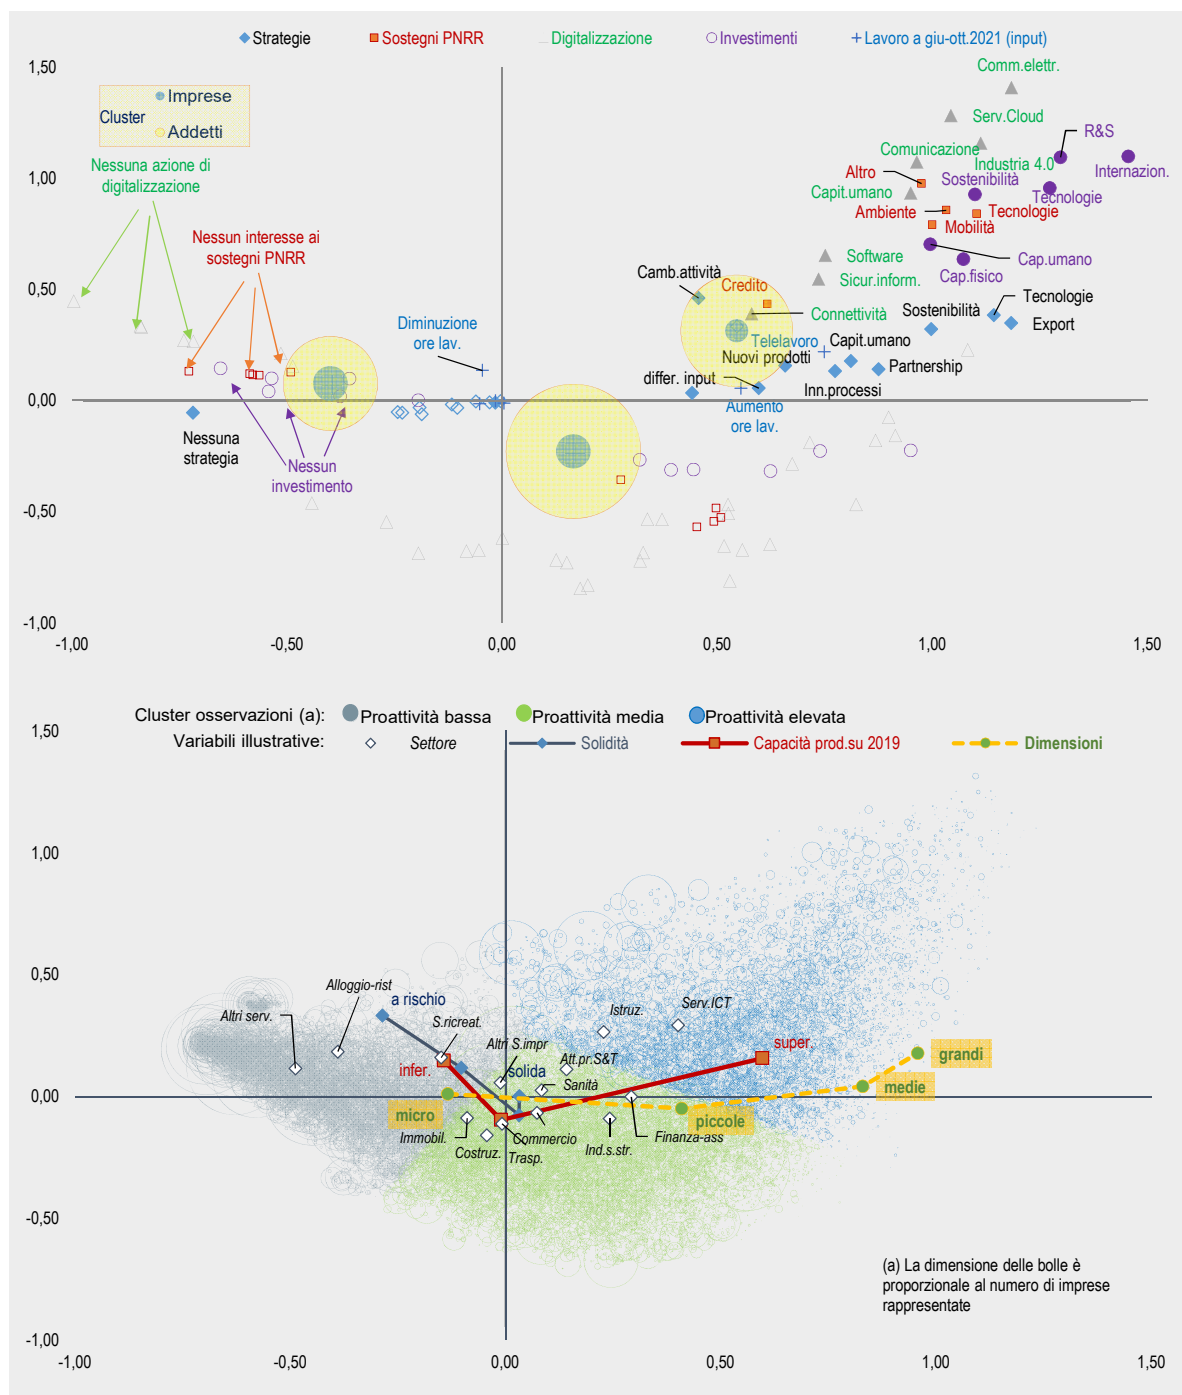 Strategie
Sostegni PNRR
Digitalizzazione
Investimenti
Lavoro a giu-ott.2021 (input)
1,50
Comm.elettr.
Imprese
Cluster
Addetti
Serv.Cloud
R&S
Nessuna azione di
digitalizzazione
Comunicazione
Industria 4.0
Internazion.
1,00
Altro
Sostenibilità
Capit.umano
Tecnologie
Ambiente
Tecnologie
Mobilità
Nessun interesse ai
sostegni PNRR
Software
Cap.umano
Camb.attività
Sicur.inform.
Cap.fisico
0,50
Credito
Tecnologie
Sostenibilità
Connettività
Export
Diminuzione
ore lav.
Telelavoro
Capit.umano
Nuovi prodotti
Partnership
differ. input
Inn.processi
0,00
Aumento
ore lav.
Nessuna
strategia
Nessun
investimento
-0,50
-1,00
-1,00
-0,50
0,00
0,50
1,00
1,50
Cluster osservazioni (a):
Proattività bassa
Proattività media
Proattività elevata
Variabili illustrative:
Settore
Solidità
Capacità prod.su 2019
Dimensioni
1,50
1,00
0,50
Alloggio-rist
a rischio
Altri serv.
S.ricreat.
Istruz.
Serv.ICT
Altri S.impr
super.
infer.
solida
Att.pr.S&T
grandi
Sanità
medie
0,00
micro
piccole
Immobil.
Commercio
Finanza-ass
Costruz.
Trasp.
Ind.s.str.
-0,50
(a) La dimensione delle bolle è
proporzionale al numero di imprese
rappresentate
-1,00
-1,00
-0,50
0,00
0,50
1,00
1,50